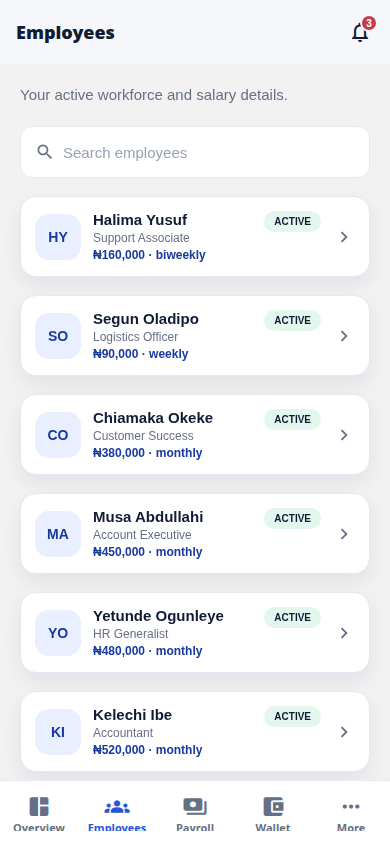 Employees
3
Your active workforce and salary details.
Search employees
HY
Halima Yusuf
ACTIVE
Support Associate
₦160,000 · biweekly
SO
Segun Oladipo
ACTIVE
Logistics Officer
₦90,000 · weekly
CO
Chiamaka Okeke
ACTIVE
Customer Success
₦380,000 · monthly
MA
Musa Abdullahi
ACTIVE
Account Executive
₦450,000 · monthly
YO
Yetunde Ogunleye
ACTIVE
HR Generalist
₦480,000 · monthly
KI
Kelechi Ibe
ACTIVE
Accountant
₦520,000 · monthly
Overview Employees Payroll Wallet More